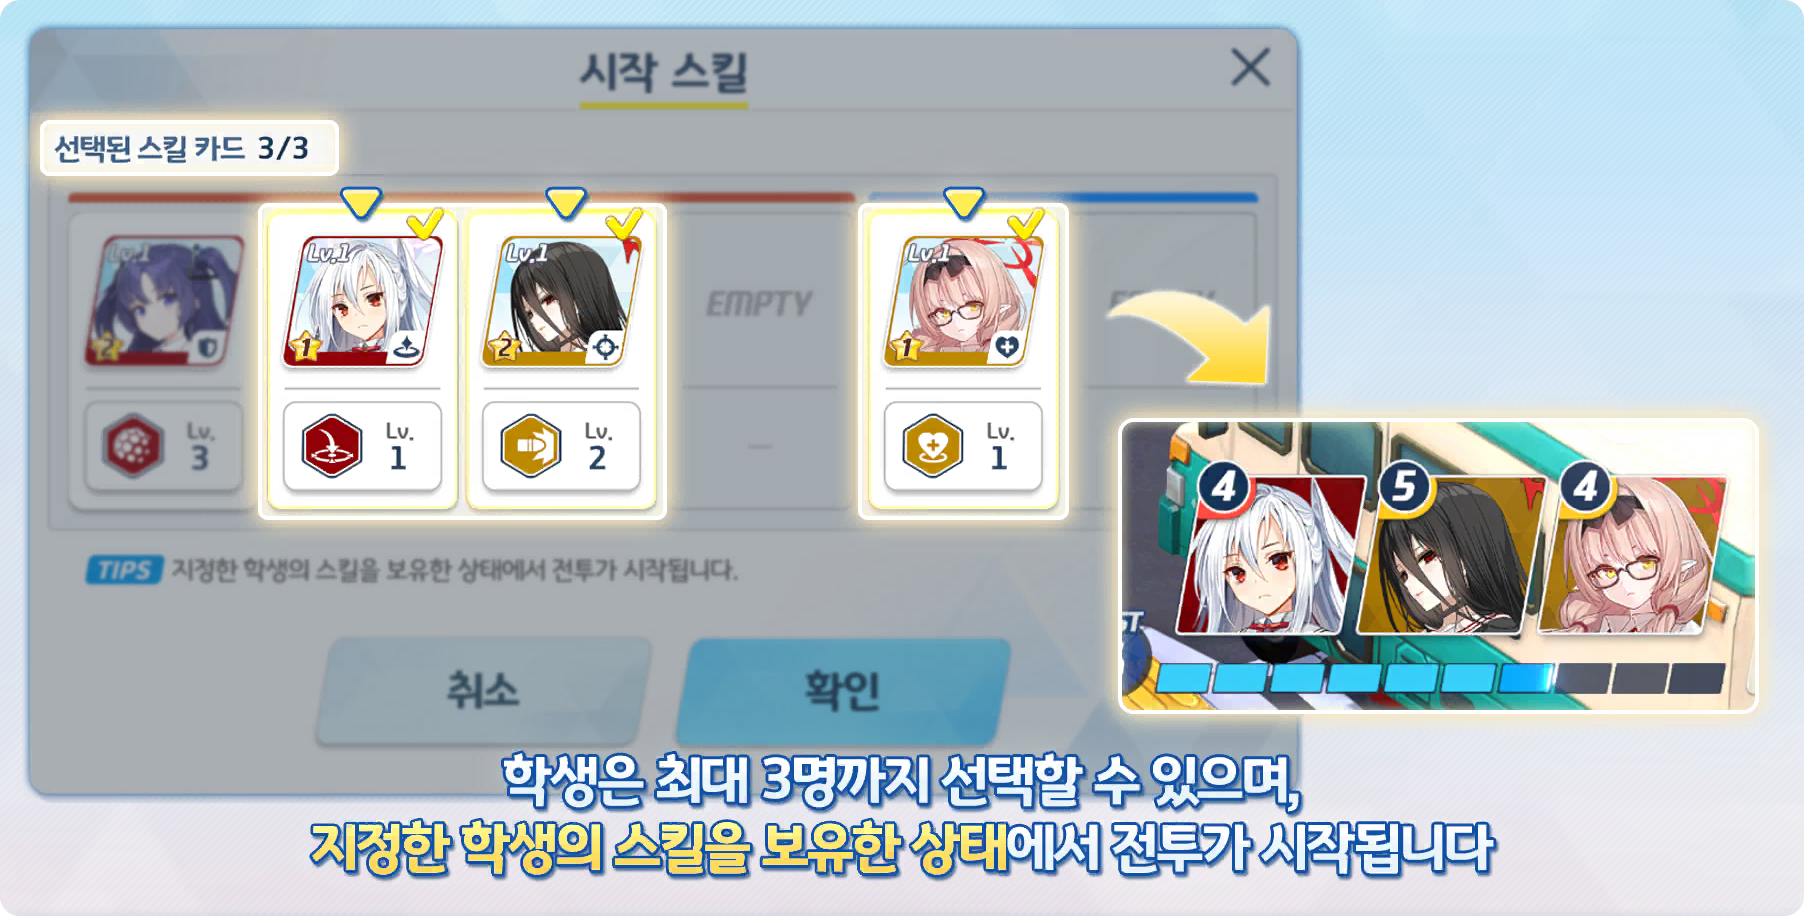 시작 스킬
선택된 스킬 카드 3/3
Lv.1
2
Lv.
3
Lv.1
1
Lv.
1
Lv.1
2
Lv.
2
EMPTY
Lv.1
1
Lv.
1
TIPS 지정한 학생의 스킬을 보유한 상태에서 전투가 시작됩니다.
취소
확인
4
5
4
학생은 최대 3명까지 선택할 수 있으며,
지정한 학생의 스킬을 보유한 상태에서 전투가 시작됩니다